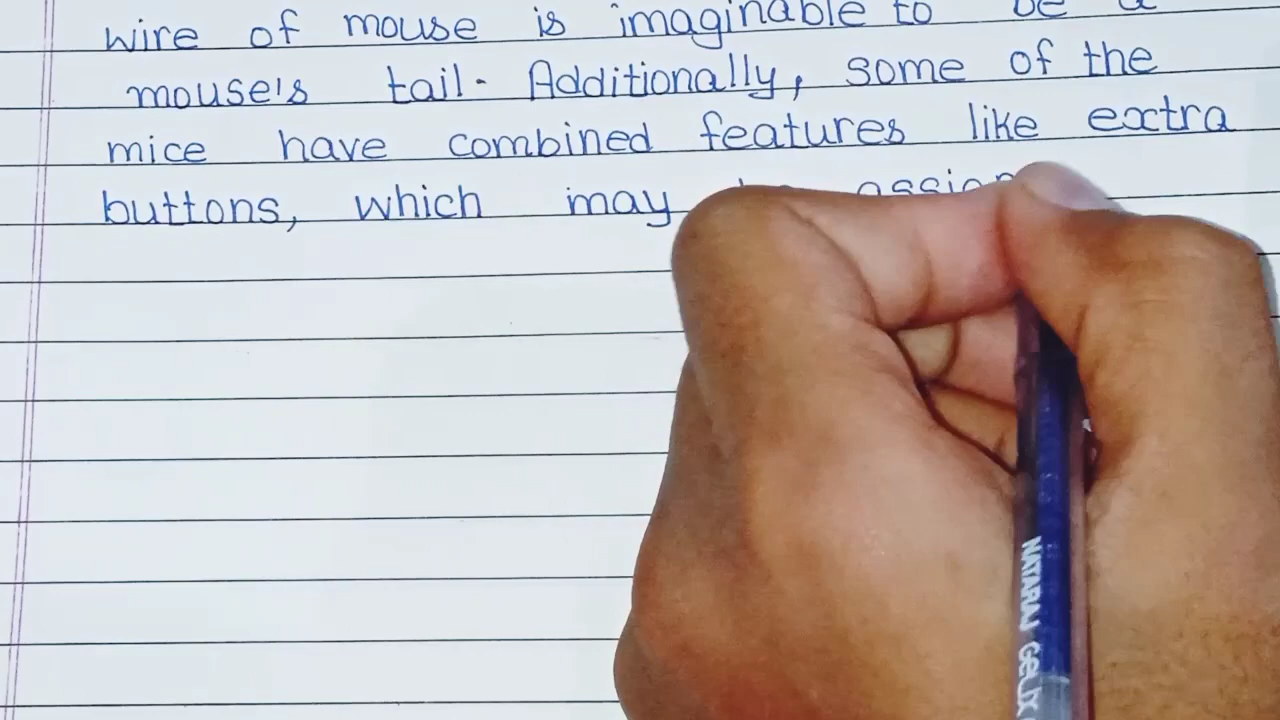 wire of mouse is imaginable to be a
mouse's tail. Additionally, some of the
mice have combined features like extra
buttons, which may
NATARAJ GELIX